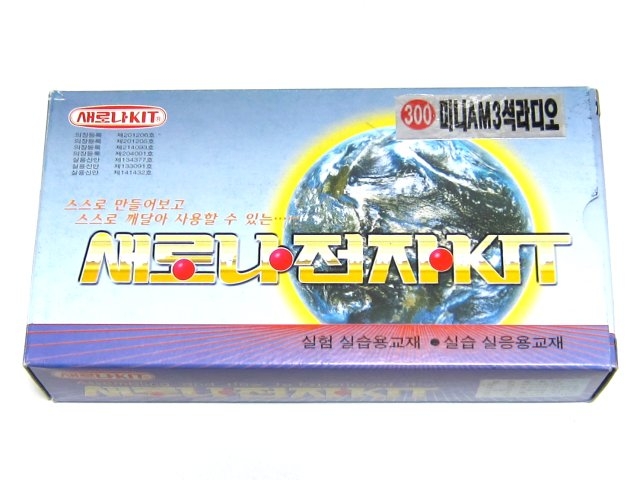 새로나KIT
300 미니AM3석라디오
의장등록 제201206호
의장등록 제201205호
의장등록 제214093호
의장등록 제204001호
실용신안 제134377호
실용신안 제133091호
실용신안 제141432호
스스로 만들어보고
스스로 깨달아 사용할 수 있는···!
새로나·전자·KIT
실험 실습용교재 ● 실습 실응용교재
새로나KIT
새로나·전자·KIT